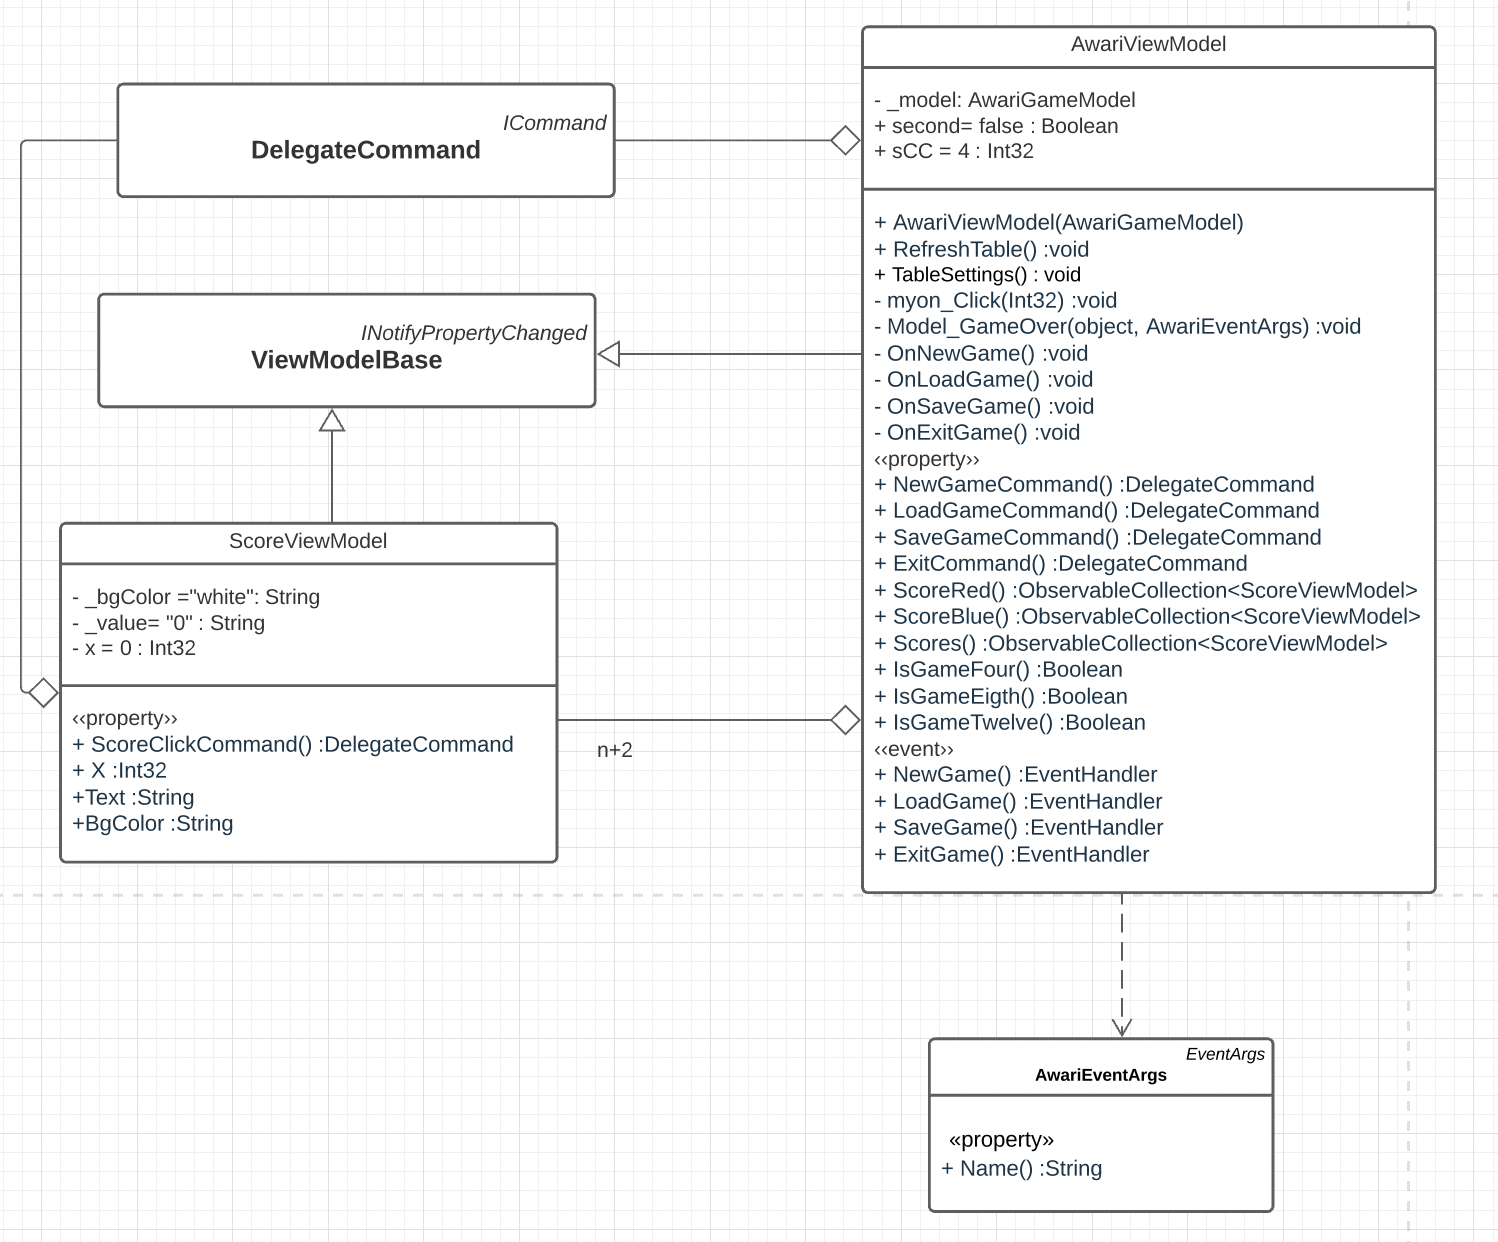 ICommand
DelegateCommand
INotifyPropertyChanged
ViewModelBase
ScoreViewModel
- _bgColor ="white": String
- _value= "0" : String
- x = 0 : Int32
‹‹property››
+ ScoreClickCommand() :DelegateCommand
+ X :Int32
+Text :String
+BgColor :String
n+2
AwariViewModel
- _model: AwariGameModel
+ second= false : Boolean
+ sCC = 4 : Int32
+ AwariViewModel(AwariGameModel)
+ RefreshTable() :void
+ TableSettings() : void
- myon_Click(Int32) :void
- Model_GameOver(object, AwariEventArgs) :void
- OnNewGame() :void
- OnLoadGame() :void
- OnSaveGame() :void
- OnExitGame() :void
‹‹property››
+ NewGameCommand() :DelegateCommand
+ LoadGameCommand() :DelegateCommand
+ SaveGameCommand() :DelegateCommand
+ ExitCommand() :DelegateCommand
+ ScoreRed() :ObservableCollection<ScoreViewModel>
+ ScoreBlue() :ObservableCollection<ScoreViewModel>
+ Scores() :ObservableCollection<ScoreViewModel>
+ IsGameFour() :Boolean
+ IsGameEigth() :Boolean
+ IsGameTwelve() :Boolean
‹‹event››
+ NewGame() :EventHandler
+ LoadGame() :EventHandler
+ SaveGame() :EventHandler
+ ExitGame() :EventHandler
EventArgs
AwariEventArgs
«property»
+ Name() :String